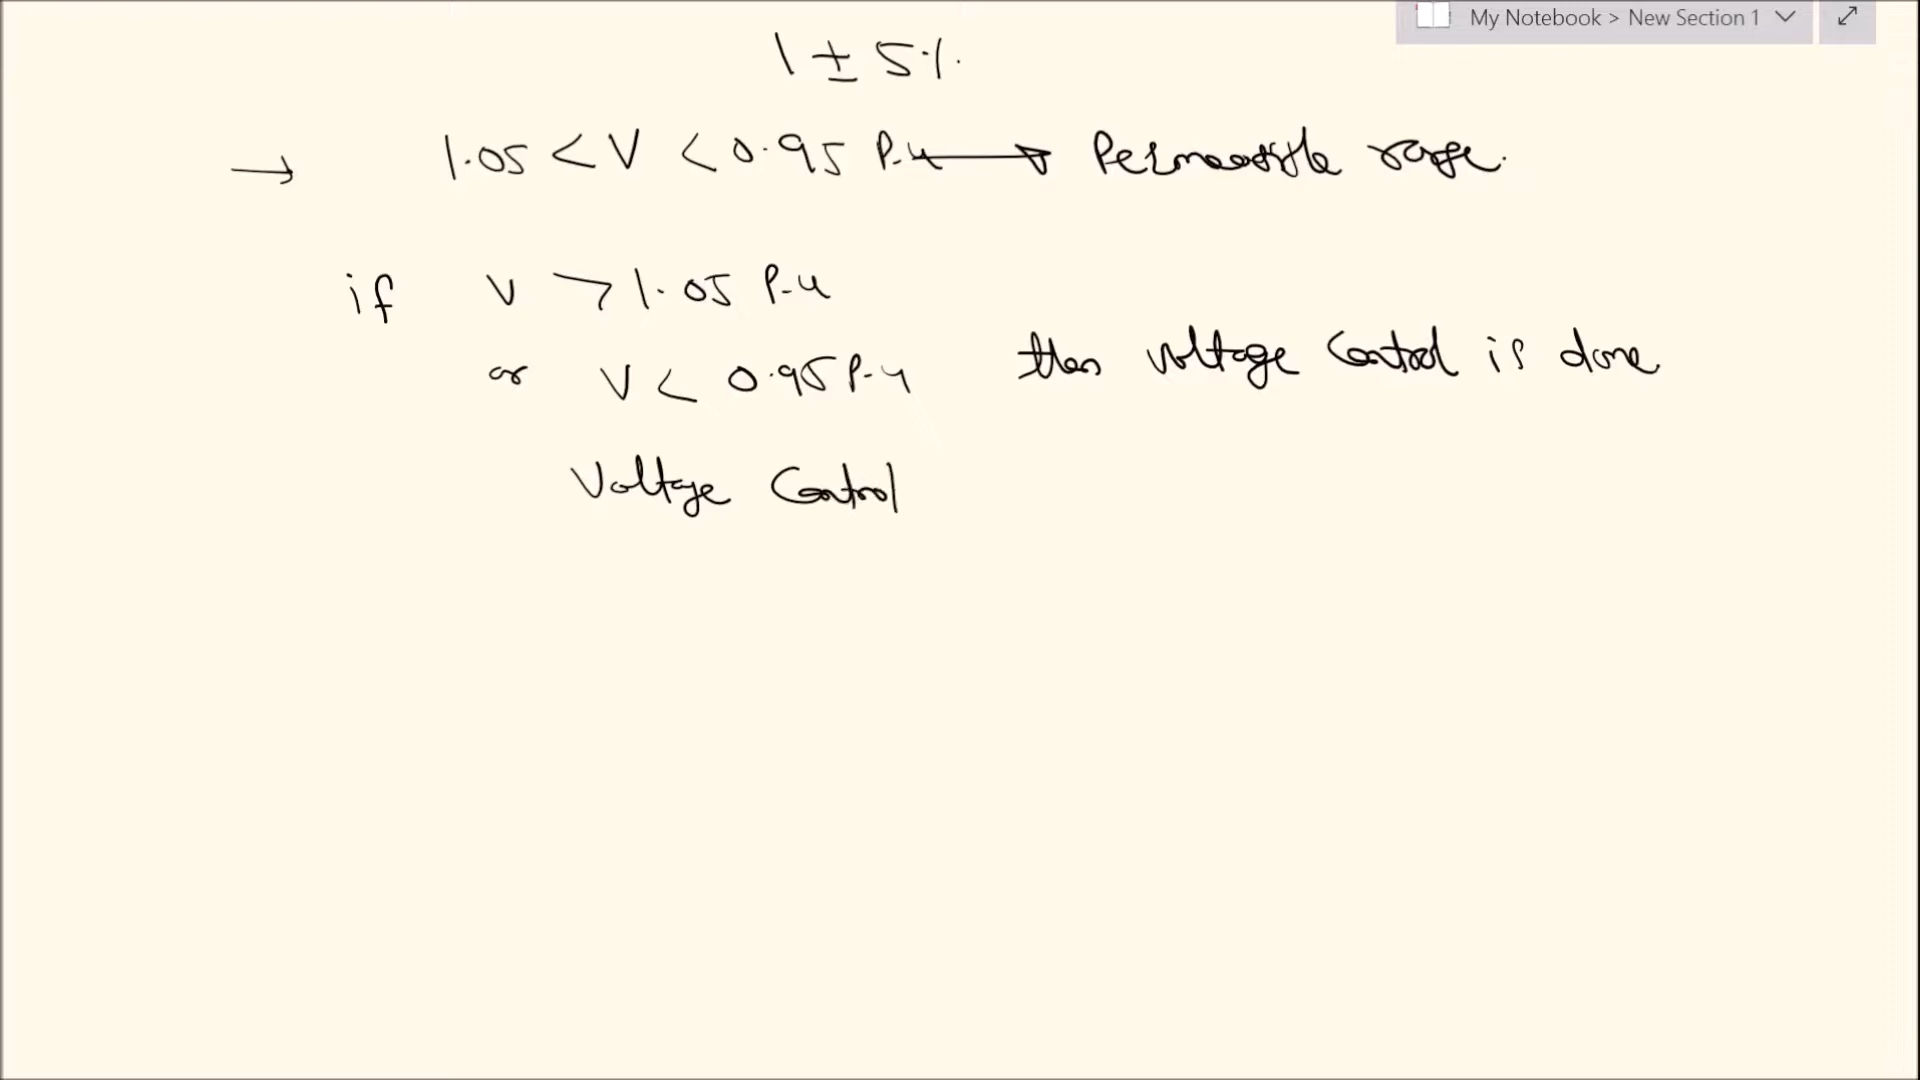 My Notebook > New Section 1
1 ± 5%
→ 1.05 < V < 0.95 P.u → Permissible range.
if V > 1.05 P.u
or V < 0.95 P.u then voltage Control is done
Voltage Control